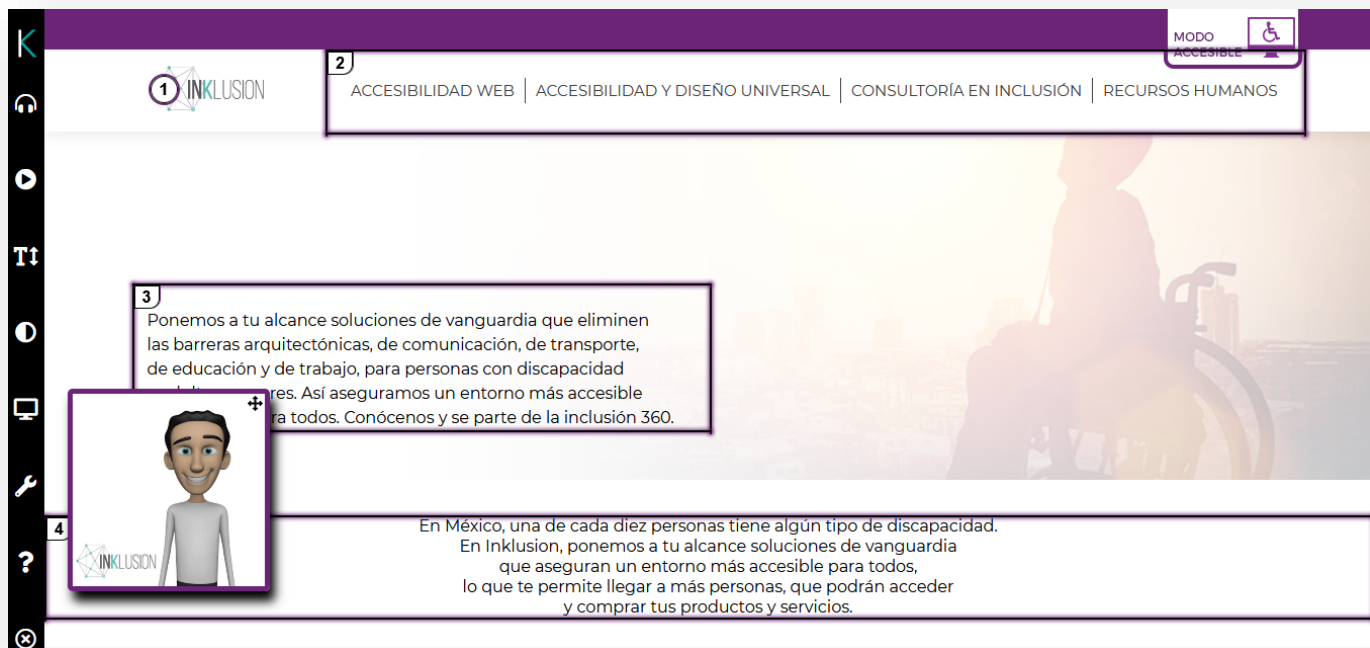 MODO
ACCESIBLE
1 INKLUSION
2
ACCESIBILIDAD WEB | ACCESIBILIDAD Y DISEÑO UNIVERSAL | CONSULTORÍA EN INCLUSIÓN | RECURSOS HUMANOS
3
Ponemos a tu alcance soluciones de vanguardia que eliminen
las barreras arquitectónicas, de comunicación, de transporte,
de educación y de trabajo, para personas con discapacidad
res. Así aseguramos un entorno más accesible
ra todos. Conócenos y se parte de la inclusión 360.
INKLUSION
4
En México, una de cada diez personas tiene algún tipo de discapacidad.
En Inklusion, ponemos a tu alcance soluciones de vanguardia
que aseguran un entorno más accesible para todos,
lo que te permite llegar a más personas, que podrán acceder
y comprar tus productos y servicios.